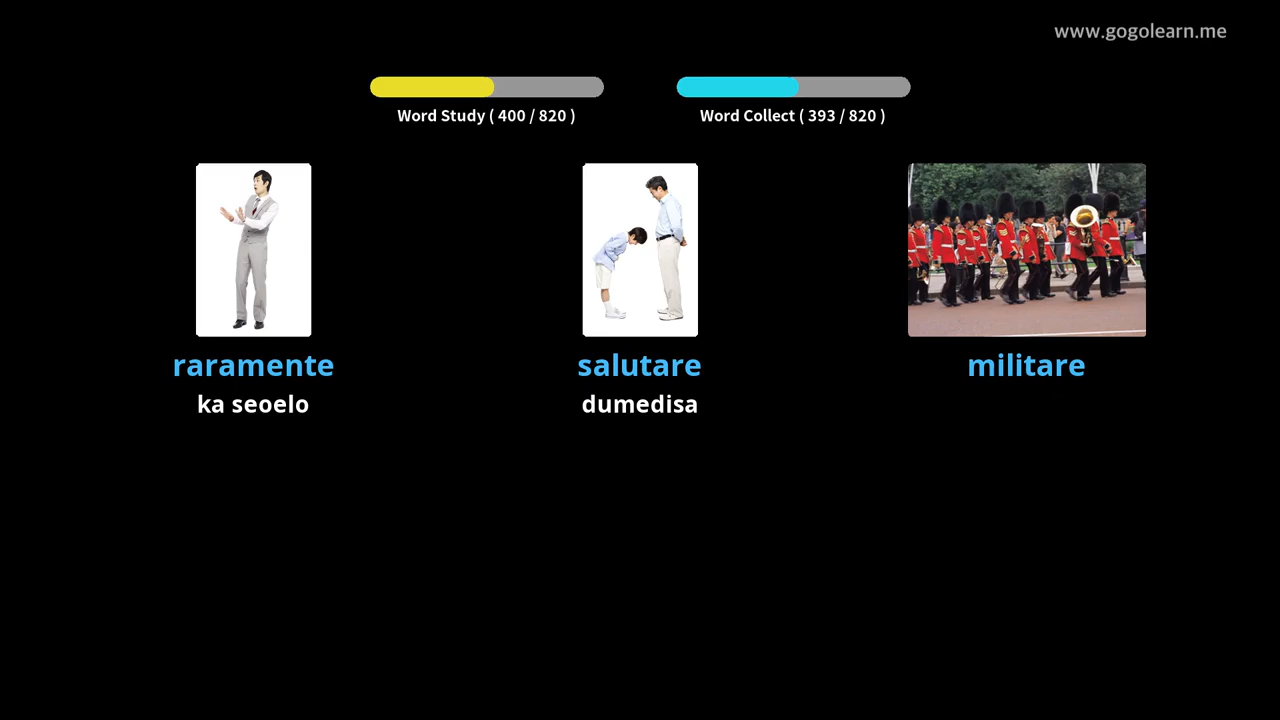 www.gogolearn.me
Word Study ( 400 / 820 )
Word Collect ( 393 / 820 )
raramente
salutare
militare
ka seoelo
dumedisa